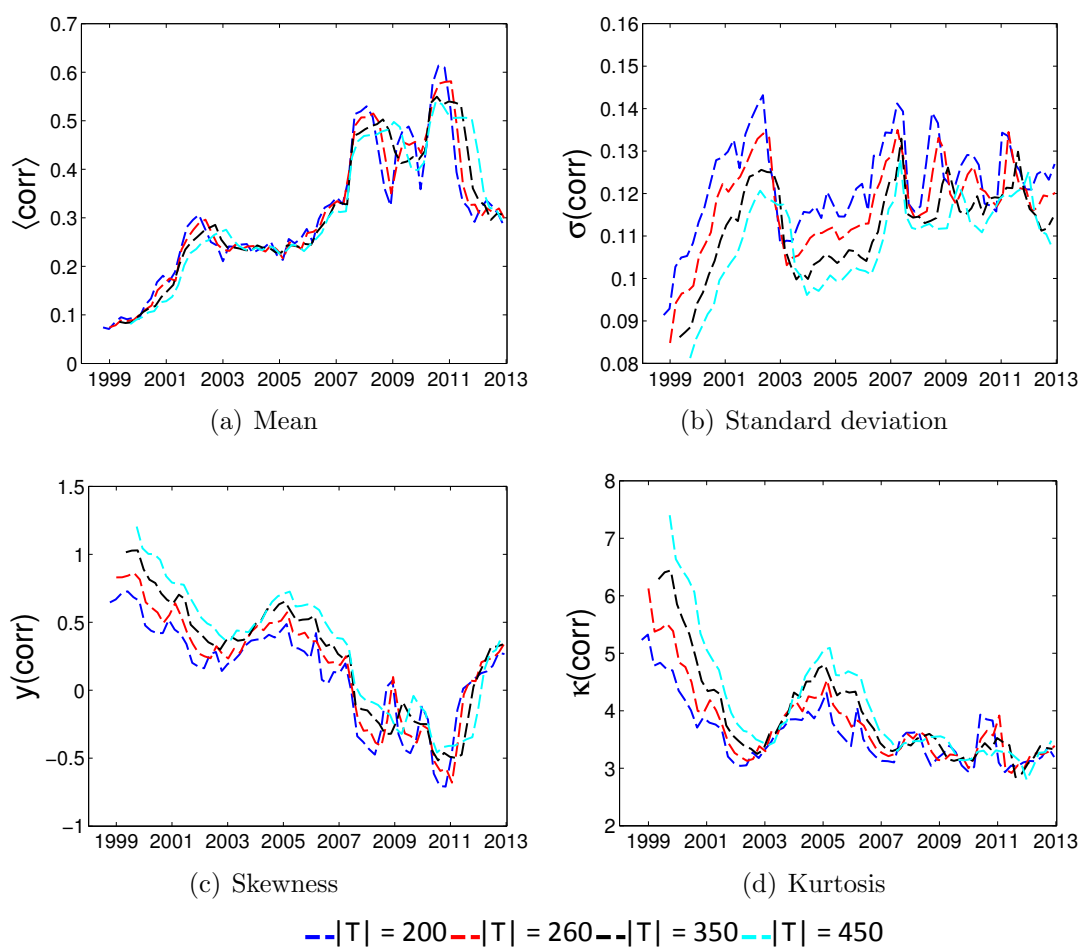 0.7
0.6
0.5
0.4
0.3
0.2
0.1
0
⟨corr⟩
1999 2001 2003 2005 2007 2009 2011 2013
(a) Mean
0.16
0.15
0.14
0.13
0.12
0.11
0.1
0.09
0.08
σ(corr)
1999 2001 2003 2005 2007 2009 2011 2013
(b) Standard deviation
1.5
1
0.5
0
−0.5
−1
y(corr)
1999 2001 2003 2005 2007 2009 2011 2013
(c) Skewness
8
7
6
5
4
3
2
κ(corr)
1999 2001 2003 2005 2007 2009 2011 2013
(d) Kurtosis
|T| = 200 |T| = 260 |T| = 350 |T| = 450